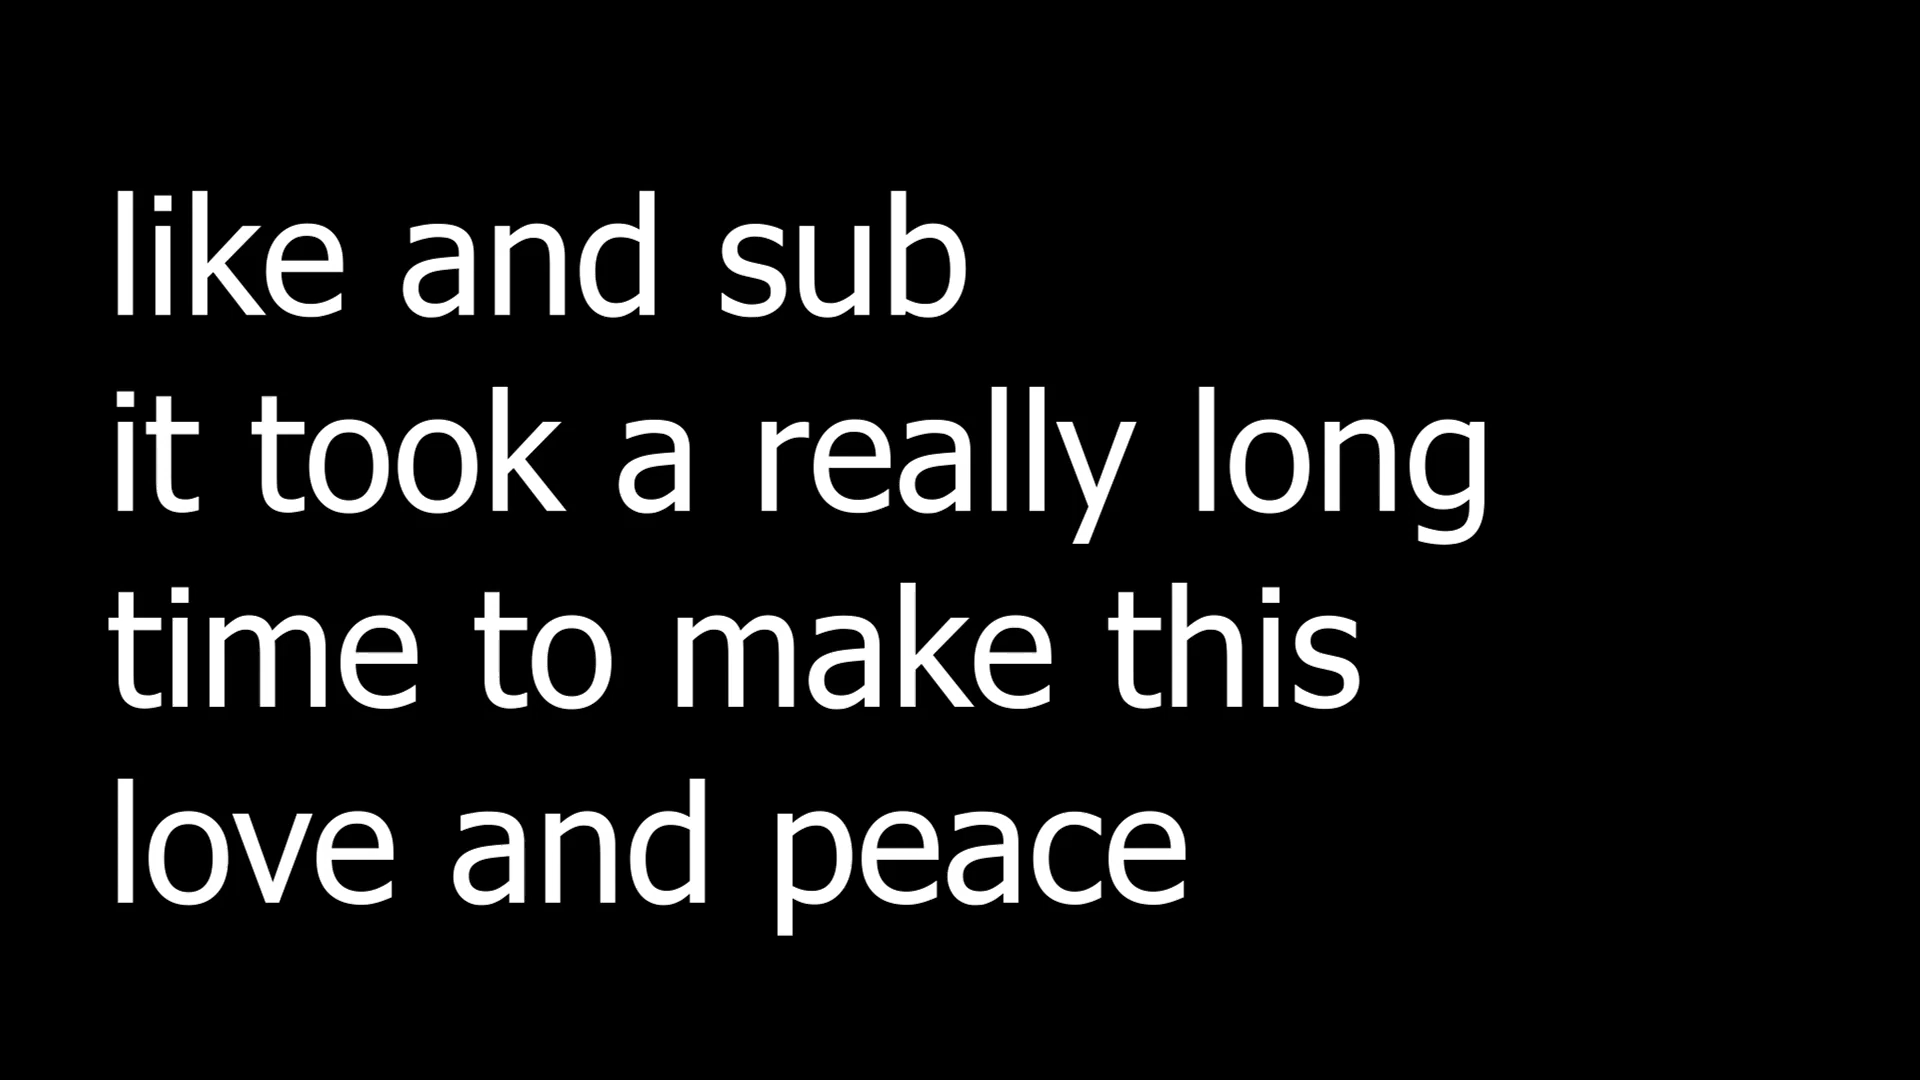 like and sub
it took a really long
time to make this
love and peace